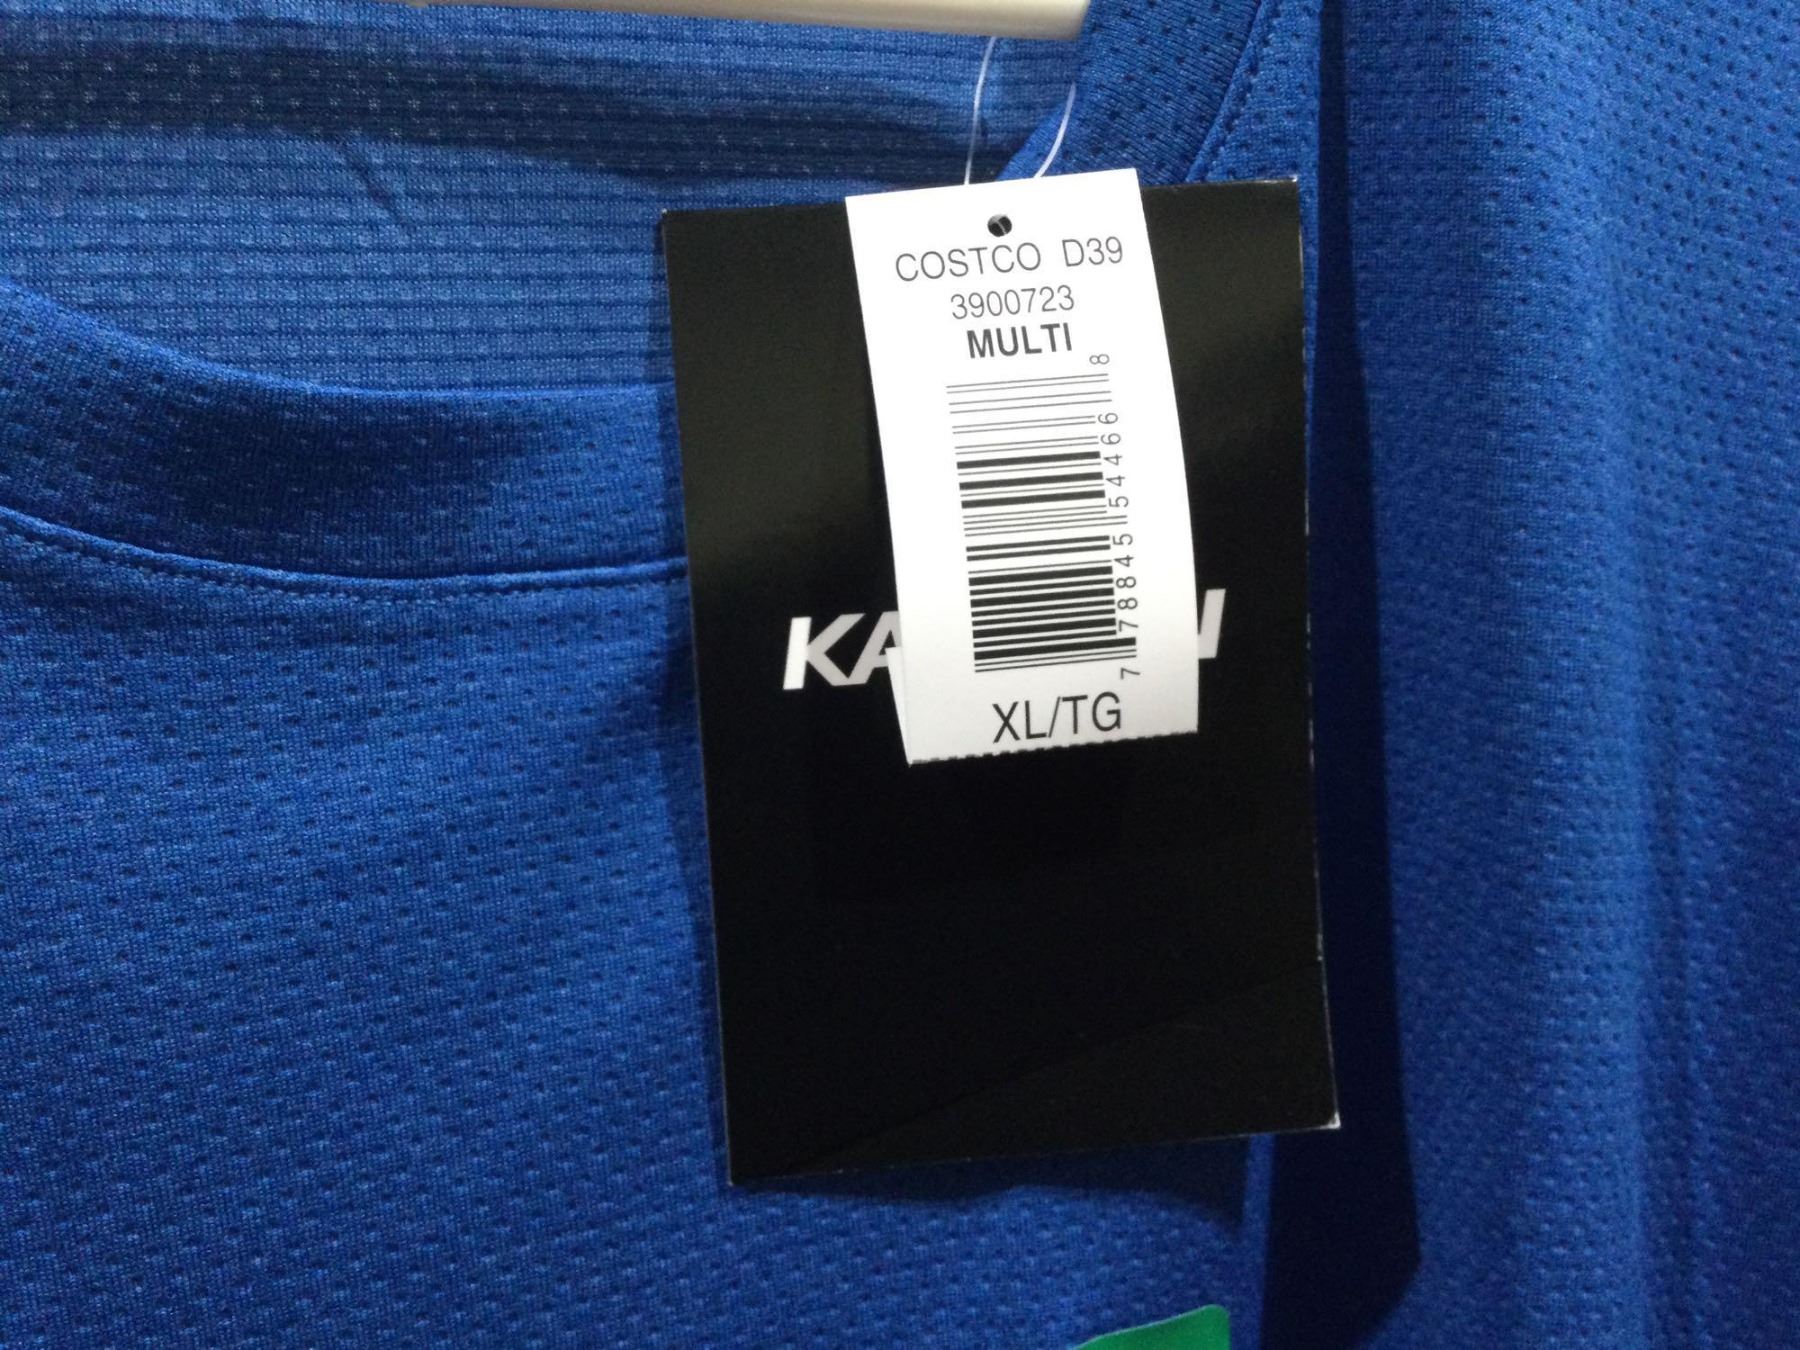 COSTCO D39
3900723
MULTI
7 78845 54466 8
XL/TG